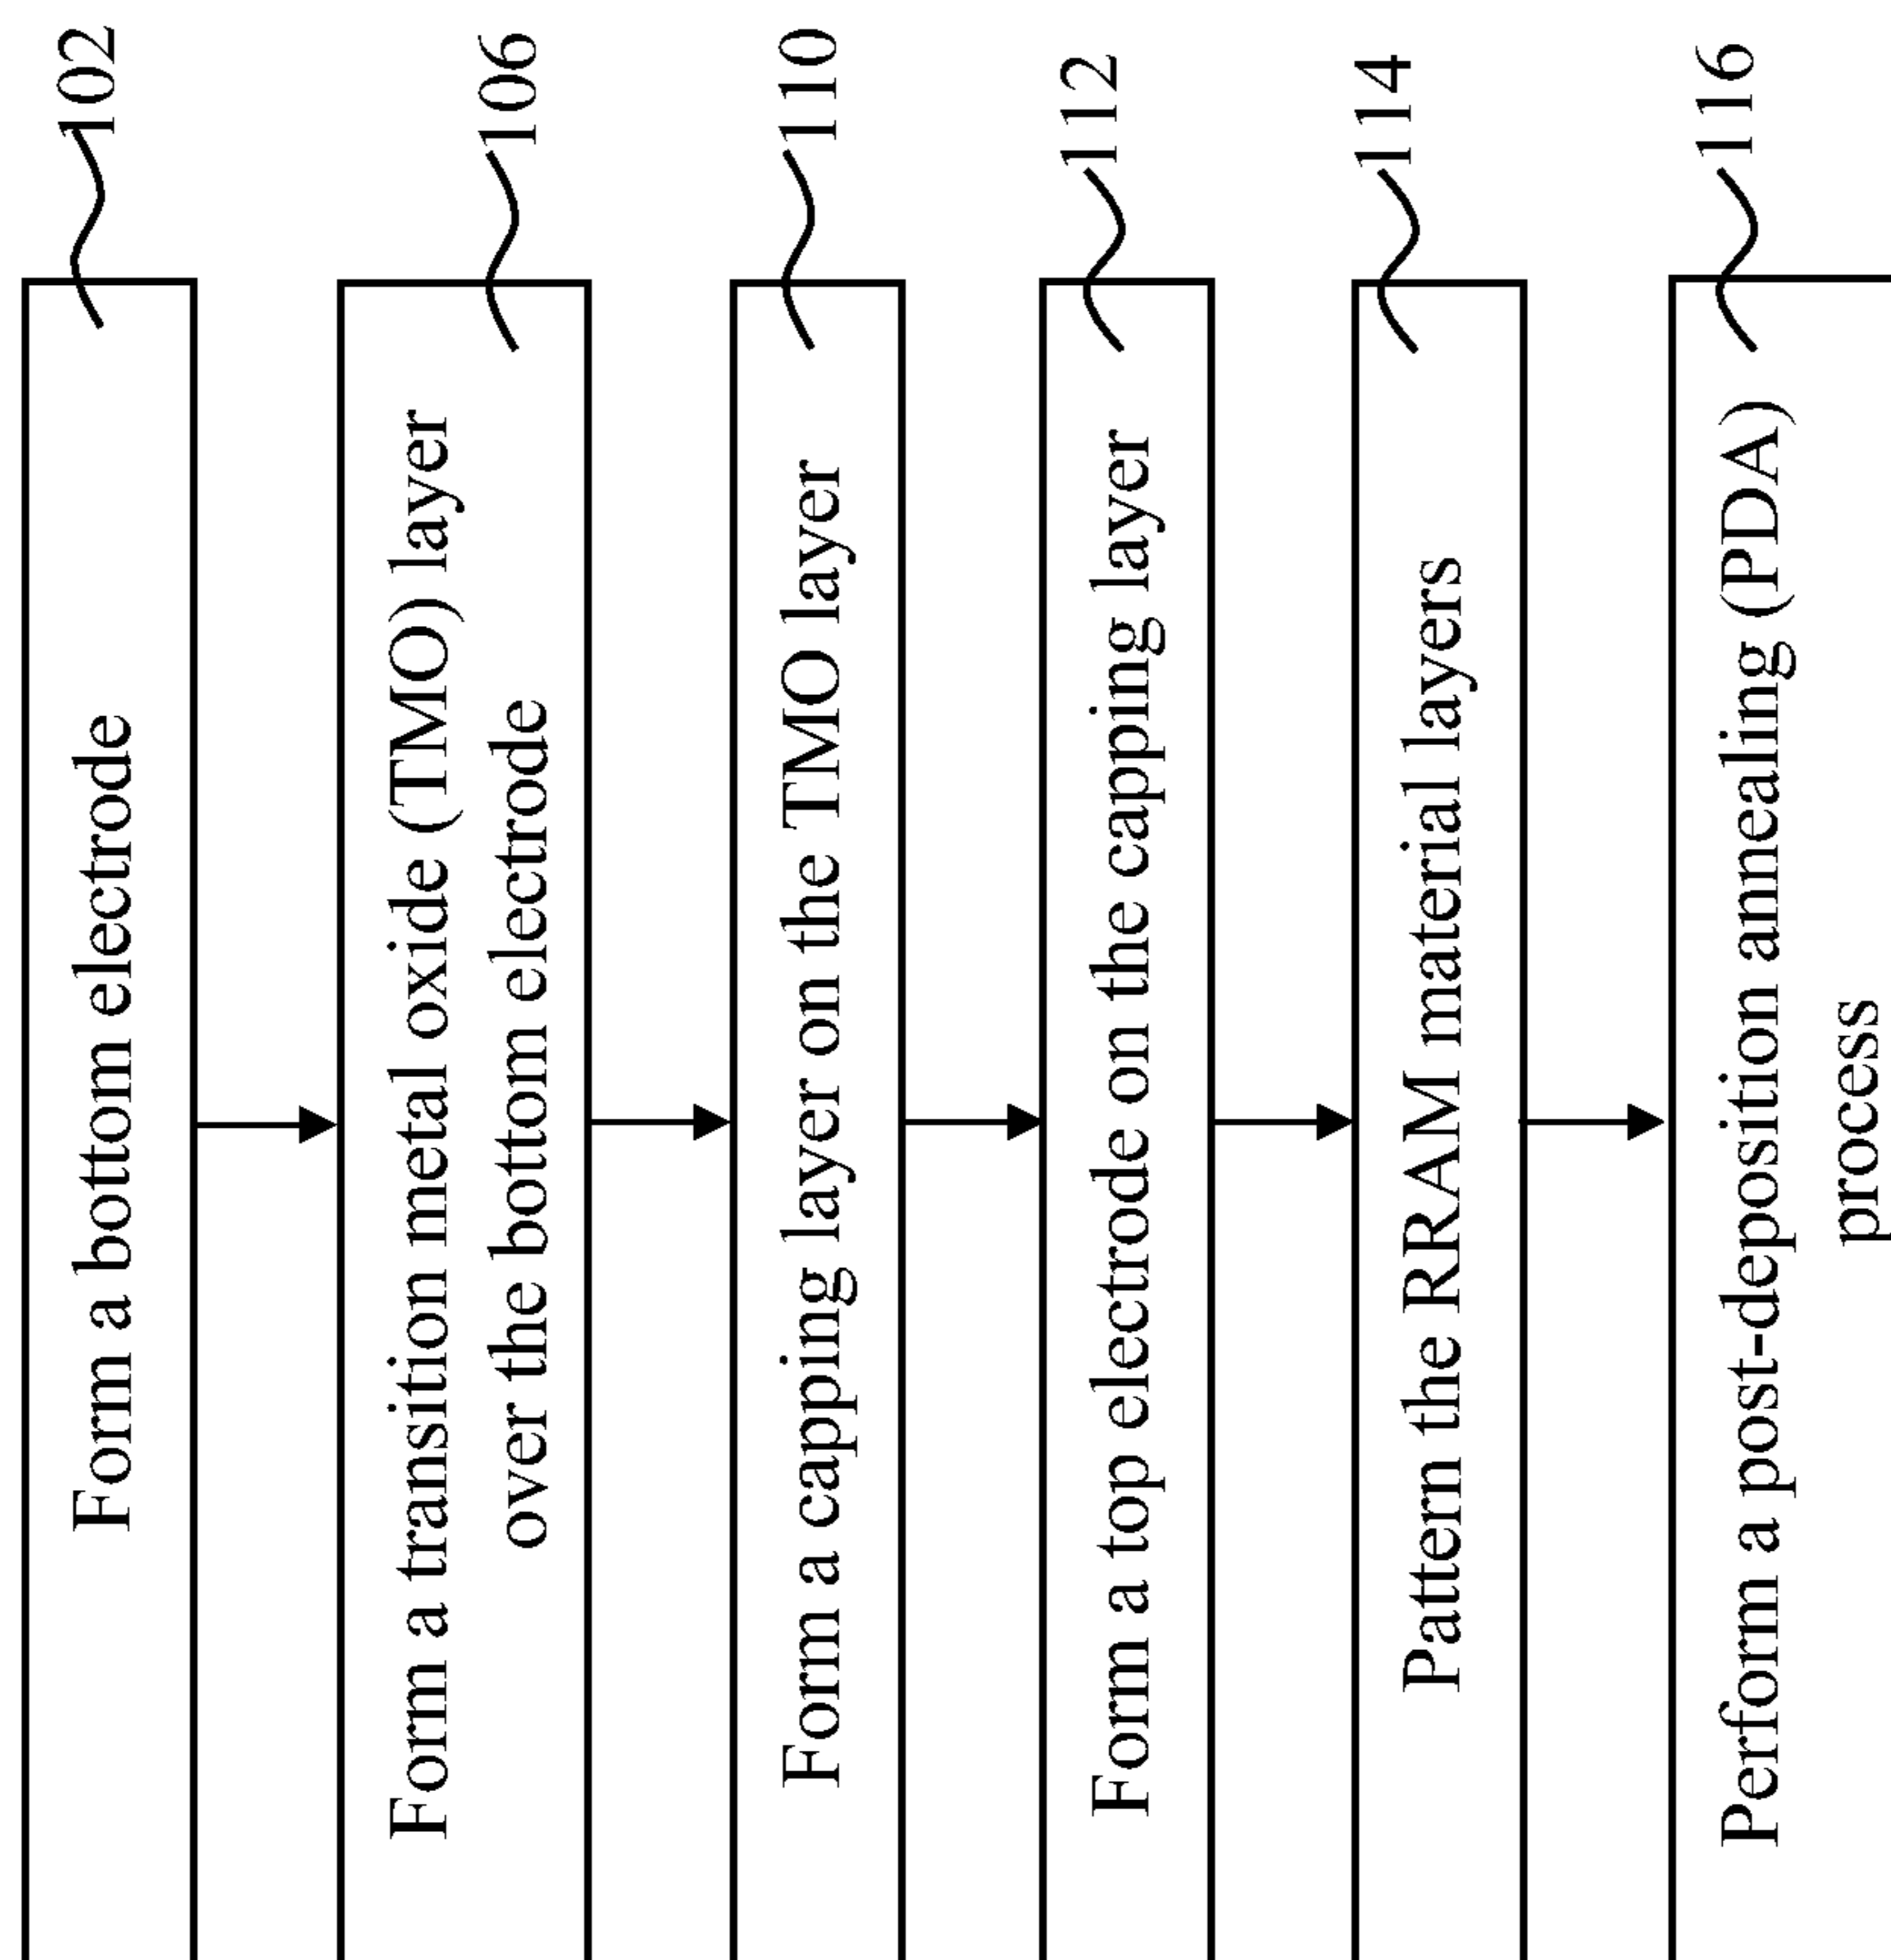 Form a bottom electrode
102
Form a transition metal oxide (TMO) layer
over the bottom electrode
106
Form a capping layer on the TMO layer
110
Form a top electrode on the capping layer
112
Pattern the RRAM material layers
114
Perform a post-deposition annealing (PDA)
process
116